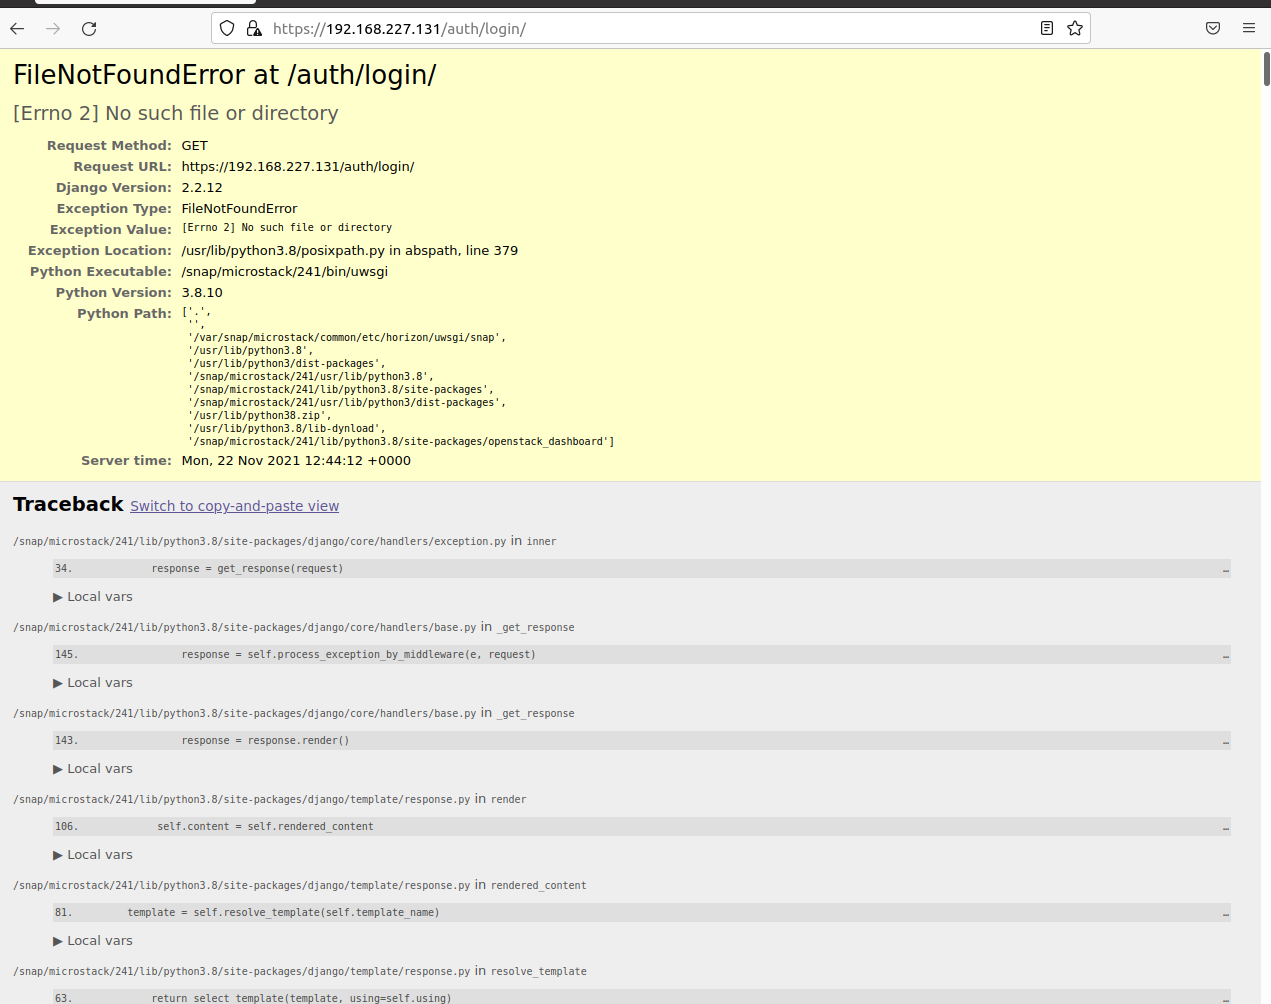 https://192.168.227.131/auth/login/
FileNotFoundError at /auth/login/
[Errno 2] No such file or directory
Request Method: GET
Request URL: https://192.168.227.131/auth/login/
Django Version: 2.2.12
Exception Type: FileNotFoundError
Exception Value: [Errno 2] No such file or directory
Exception Location: /usr/lib/python3.8/posixpath.py in abspath, line 379
Python Executable: /snap/microstack/241/bin/uwsgi
Python Version: 3.8.10
Python Path: ['.',
'',
'/var/snap/microstack/common/etc/horizon/uwsgi/snap',
'/usr/lib/python3.8',
'/usr/lib/python3/dist-packages',
'/snap/microstack/241/usr/lib/python3.8',
'/snap/microstack/241/lib/python3.8/site-packages',
'/snap/microstack/241/usr/lib/python3/dist-packages',
'/usr/lib/python38.zip',
'/usr/lib/python3.8/lib-dynload',
'/snap/microstack/241/lib/python3.8/site-packages/openstack_dashboard']
Server time: Mon, 22 Nov 2021 12:44:12 +0000
Traceback Switch to copy-and-paste view
/snap/microstack/241/lib/python3.8/site-packages/django/core/handlers/exception.py in inner
34. response = get_response(request) …
▶ Local vars
/snap/microstack/241/lib/python3.8/site-packages/django/core/handlers/base.py in _get_response
145. response = self.process_exception_by_middleware(e, request) …
▶ Local vars
/snap/microstack/241/lib/python3.8/site-packages/django/core/handlers/base.py in _get_response
143. response = response.render() …
▶ Local vars
/snap/microstack/241/lib/python3.8/site-packages/django/template/response.py in render
106. self.content = self.rendered_content …
▶ Local vars
/snap/microstack/241/lib/python3.8/site-packages/django/template/response.py in rendered_content
81. template = self.resolve_template(self.template_name) …
▶ Local vars
/snap/microstack/241/lib/python3.8/site-packages/django/template/response.py in resolve_template
63. return select_template(template, using=self.using) …